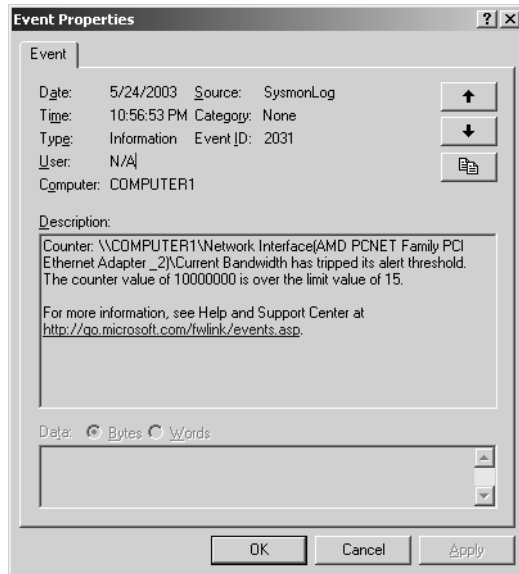 Event Properties
Event
Date: 5/24/2003 Source: SysmonLog
Time: 10:56:53 PM Category: None
Type: Information Event ID: 2031
User: N/A
Computer: COMPUTER1
Description:
Counter: \\COMPUTER1\Network Interface(AMD PCNET Family PCI
Ethernet Adapter _2)\Current Bandwidth has tripped its alert threshold.
The counter value of 10000000 is over the limit value of 15.
For more information, see Help and Support Center at
http://go.microsoft.com/fwlink/events.asp.
Data: Bytes Words
OK Cancel Apply